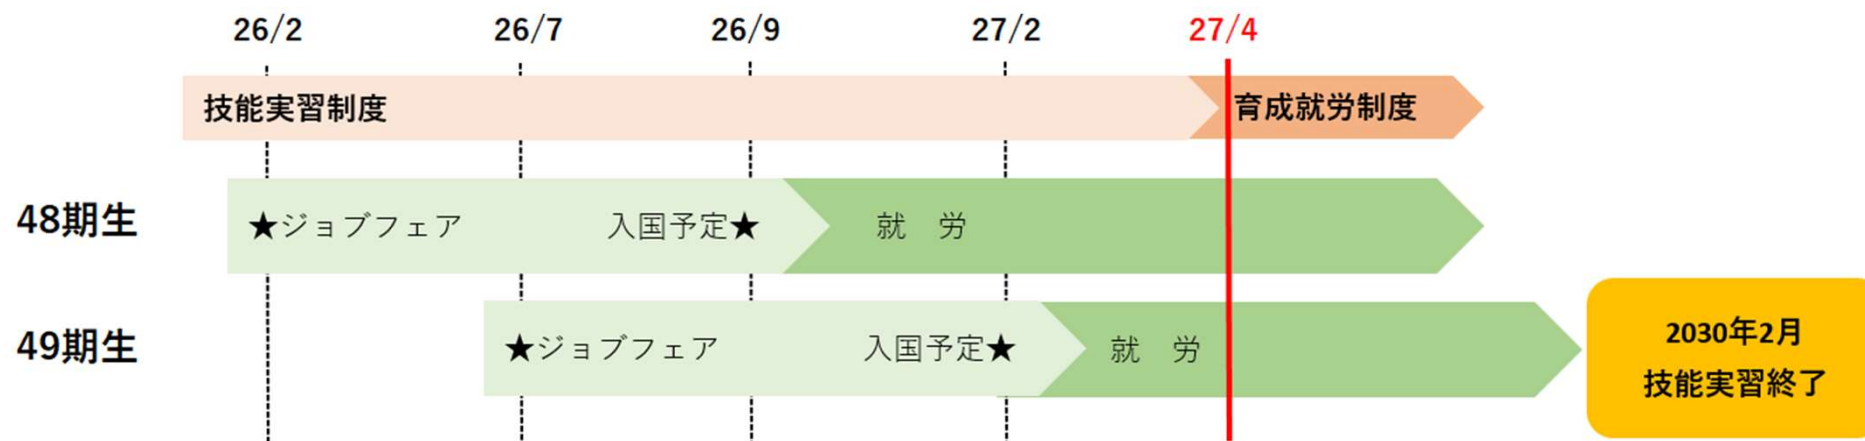 26/2 26/7 26/9 27/2 27/4
技能実習制度 育成就労制度
48期生 ★ジョブフェア 入国予定★ 就 労
49期生 ★ジョブフェア 入国予定★ 就 労
2030年2月
技能実習終了